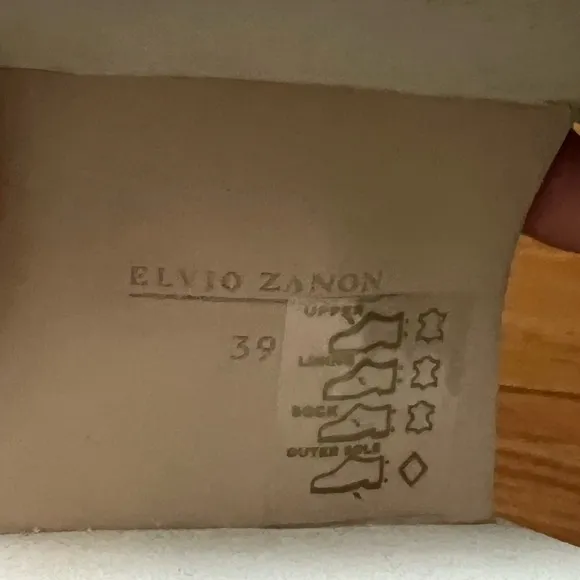 ELVIO ZANON
39
UPPER
LINING
SOCK
OUTER SOLE